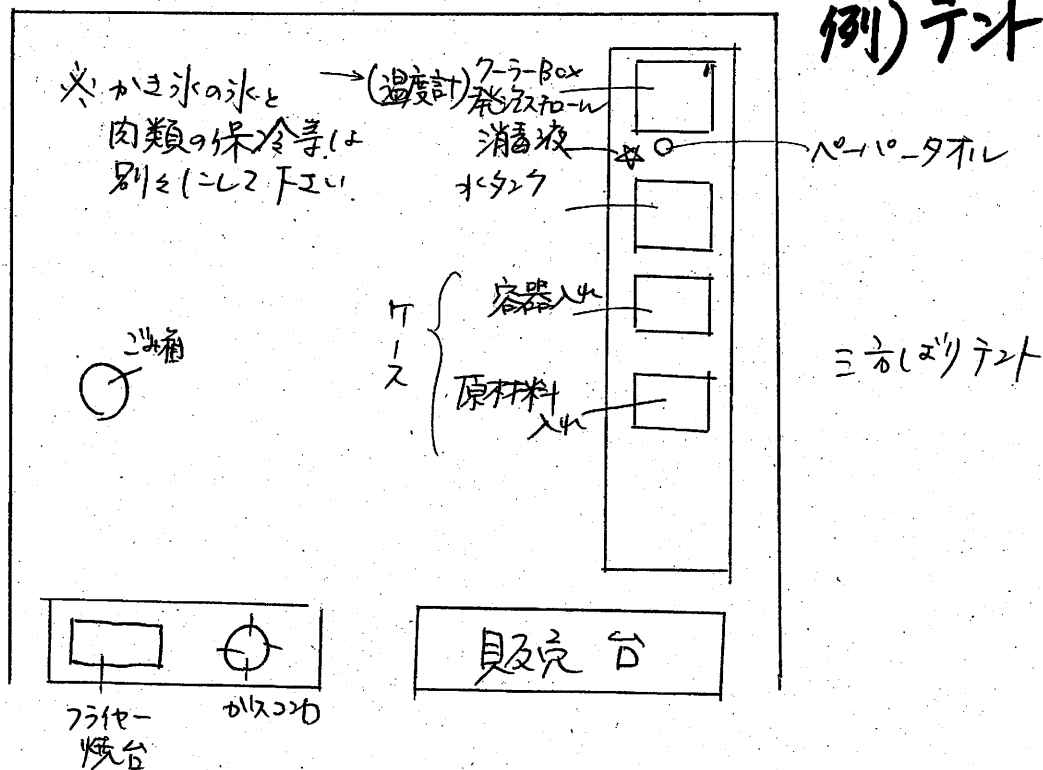 例)テント
※ かき氷の氷と
肉類の保冷等は
別々にして下さい
→(温度計)
クーラーBox
発泡スチロール
消毒液
ペーパータオル
水タンク
ケース
容器入れ
原材料
入れ
ごみ箱
三方しばりテント
販売台
フライヤー
焼台
ガスコンロ